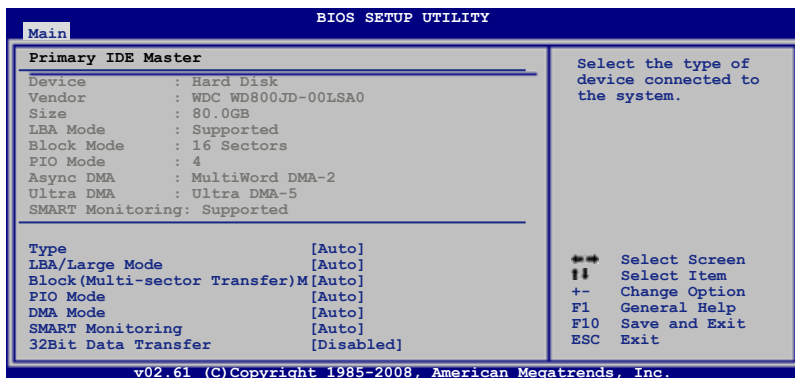 BIOS SETUP UTILITY
Main
Primary IDE Master
Device : Hard Disk
Vendor : WDC WD800JD-00LSA0
Size : 80.0GB
LBA Mode : Supported
Block Mode : 16 Sectors
PIO Mode : 4
Async DMA : MultiWord DMA-2
Ultra DMA : Ultra DMA-5
SMART Monitoring: Supported
Type [Auto]
LBA/Large Mode [Auto]
Block(Multi-sector Transfer)M[Auto]
PIO Mode [Auto]
DMA Mode [Auto]
SMART Monitoring [Auto]
32Bit Data Transfer [Disabled]
Select the type of
device connected to
the system.
Select Screen
Select Item
+- Change Option
F1 General Help
F10 Save and Exit
ESC Exit
v02.61 (C)Copyright 1985-2008, American Megatrends, Inc.